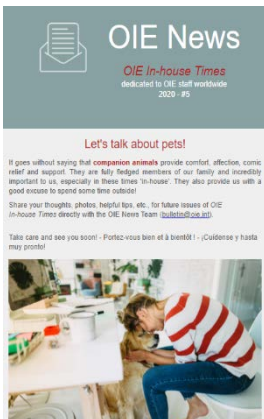 OIE News
OIE In-house Times
dedicated to OIE staff worldwide
2020 - #5
Let's talk about pets!
It goes without saying that companion animals provide comfort, affection, comic
relief and support. They are fully fledged members of our family and incredibly
important to us, especially in these times 'in-house'. They also provide us with a
good excuse to spend some time outside!
Share your thoughts, photos, helpful tips, etc., for future issues of OIE
In-house Times directly with the OIE News Team (bulletin@oie.int).
Take care and see you soon! - Portez-vous bien et à bientôt ! - ¡Cuídense y hasta
muy pronto!